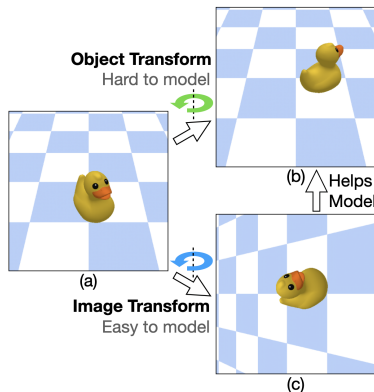 Object Transform
Hard to model
(b)
Helps
Model
(a)
Image Transform
Easy to model
(c)